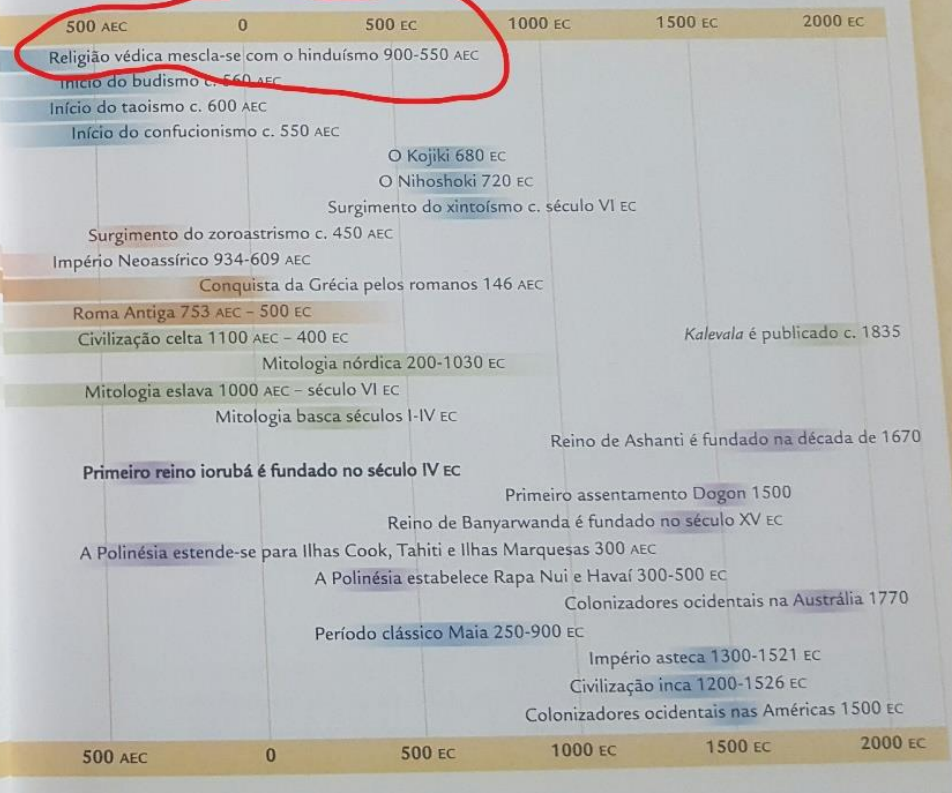 500 AEC 0 500 EC 1000 EC 1500 EC 2000 EC
Religião védica mescla-se com o hinduísmo 900-550 AEC
Início do budismo c. 560 AEC
Início do taoismo c. 600 AEC
Início do confucionismo c. 550 AEC
O Kojiki 680 EC
O Nihoshoki 720 EC
Surgimento do xintoísmo c. século VI EC
Surgimento do zoroastrismo c. 450 AEC
Império Neoassírico 934-609 AEC
Conquista da Grécia pelos romanos 146 AEC
Roma Antiga 753 AEC – 500 EC
Civilização celta 1100 AEC – 400 EC
Kalevala é publicado c. 1835
Mitologia nórdica 200-1030 EC
Mitologia eslava 1000 AEC – século VI EC
Mitologia basca séculos I-IV EC
Reino de Ashanti é fundado na década de 1670
Primeiro reino iorubá é fundado no século IV EC
Primeiro assentamento Dogon 1500
Reino de Banyarwanda é fundado no século XV EC
A Polinésia estende-se para Ilhas Cook, Tahiti e Ilhas Marquesas 300 AEC
A Polinésia estabelece Rapa Nui e Havaí 300-500 EC
Colonizadores ocidentais na Austrália 1770
Período clássico Maia 250-900 EC
Império asteca 1300-1521 EC
Civilização inca 1200-1526 EC
Colonizadores ocidentais nas Américas 1500 EC
500 AEC 0 500 EC 1000 EC 1500 EC 2000 EC